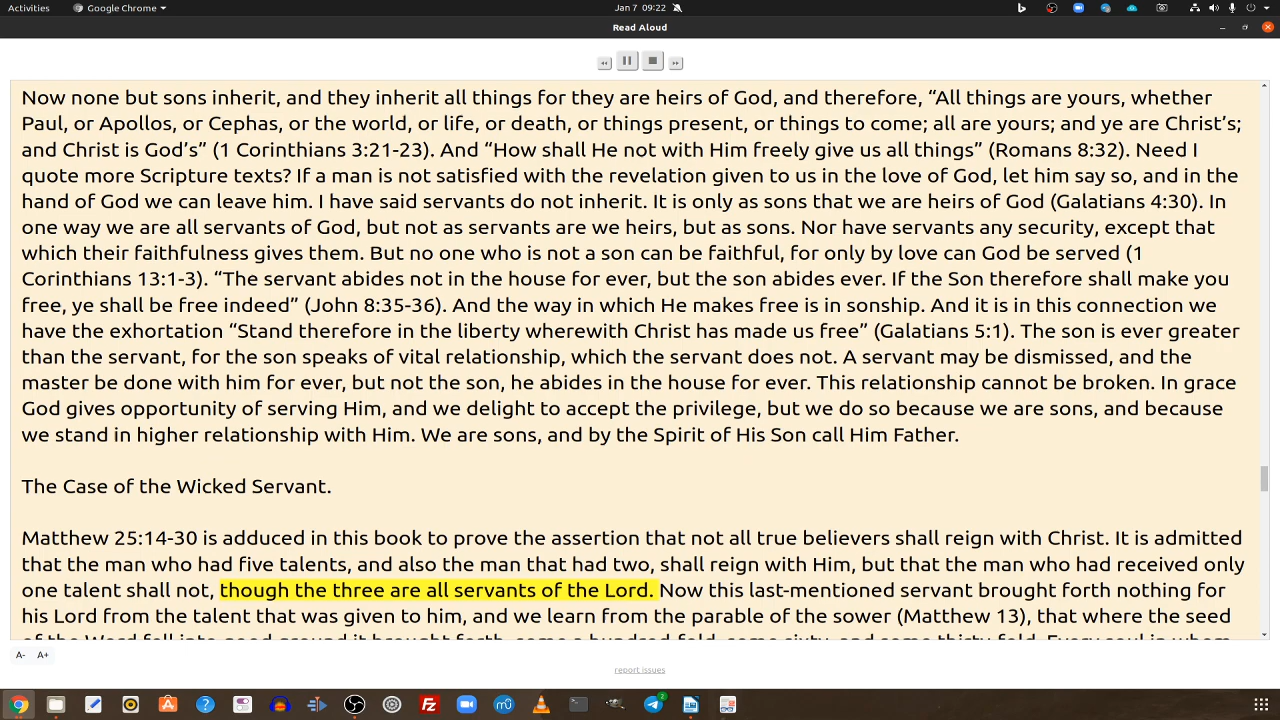 Activities
Google Chrome
Jan 7 09:22
Read Aloud
Now none but sons inherit, and they inherit all things for they are heirs of God, and therefore, “All things are yours, whether
Paul, or Apollos, or Cephas, or the world, or life, or death, or things present, or things to come; all are yours; and ye are Christ’s;
and Christ is God’s” (1 Corinthians 3:21-23). And “How shall He not with Him freely give us all things” (Romans 8:32). Need I
quote more Scripture texts? If a man is not satisfied with the revelation given to us in the love of God, let him say so, and in the
hand of God we can leave him. I have said servants do not inherit. It is only as sons that we are heirs of God (Galatians 4:30). In
one way we are all servants of God, but not as servants are we heirs, but as sons. Nor have servants any security, except that
which their faithfulness gives them. But no one who is not a son can be faithful, for only by love can God be served (1
Corinthians 13:1-3). “The servant abides not in the house for ever, but the son abides ever. If the Son therefore shall make you
free, ye shall be free indeed” (John 8:35-36). And the way in which He makes free is in sonship. And it is in this connection we
have the exhortation “Stand therefore in the liberty wherewith Christ has made us free” (Galatians 5:1). The son is ever greater
than the servant, for the son speaks of vital relationship, which the servant does not. A servant may be dismissed, and the
master be done with him for ever, but not the son, he abides in the house for ever. This relationship cannot be broken. In grace
God gives opportunity of serving Him, and we delight to accept the privilege, but we do so because we are sons, and because
we stand in higher relationship with Him. We are sons, and by the Spirit of His Son call Him Father.
The Case of the Wicked Servant.
Matthew 25:14-30 is adduced in this book to prove the assertion that not all true believers shall reign with Christ. It is admitted
that the man who had five talents, and also the man that had two, shall reign with Him, but that the man who had received only
one talent shall not, though the three are all servants of the Lord. Now this last-mentioned servant brought forth nothing for
his Lord from the talent that was given to him, and we learn from the parable of the sower (Matthew 13), that where the seed
of the Word fell into good ground it brought forth, some a hundred-fold, some sixty, and some thirty-fold. Every soul in whom
A-
A+
report issues
2